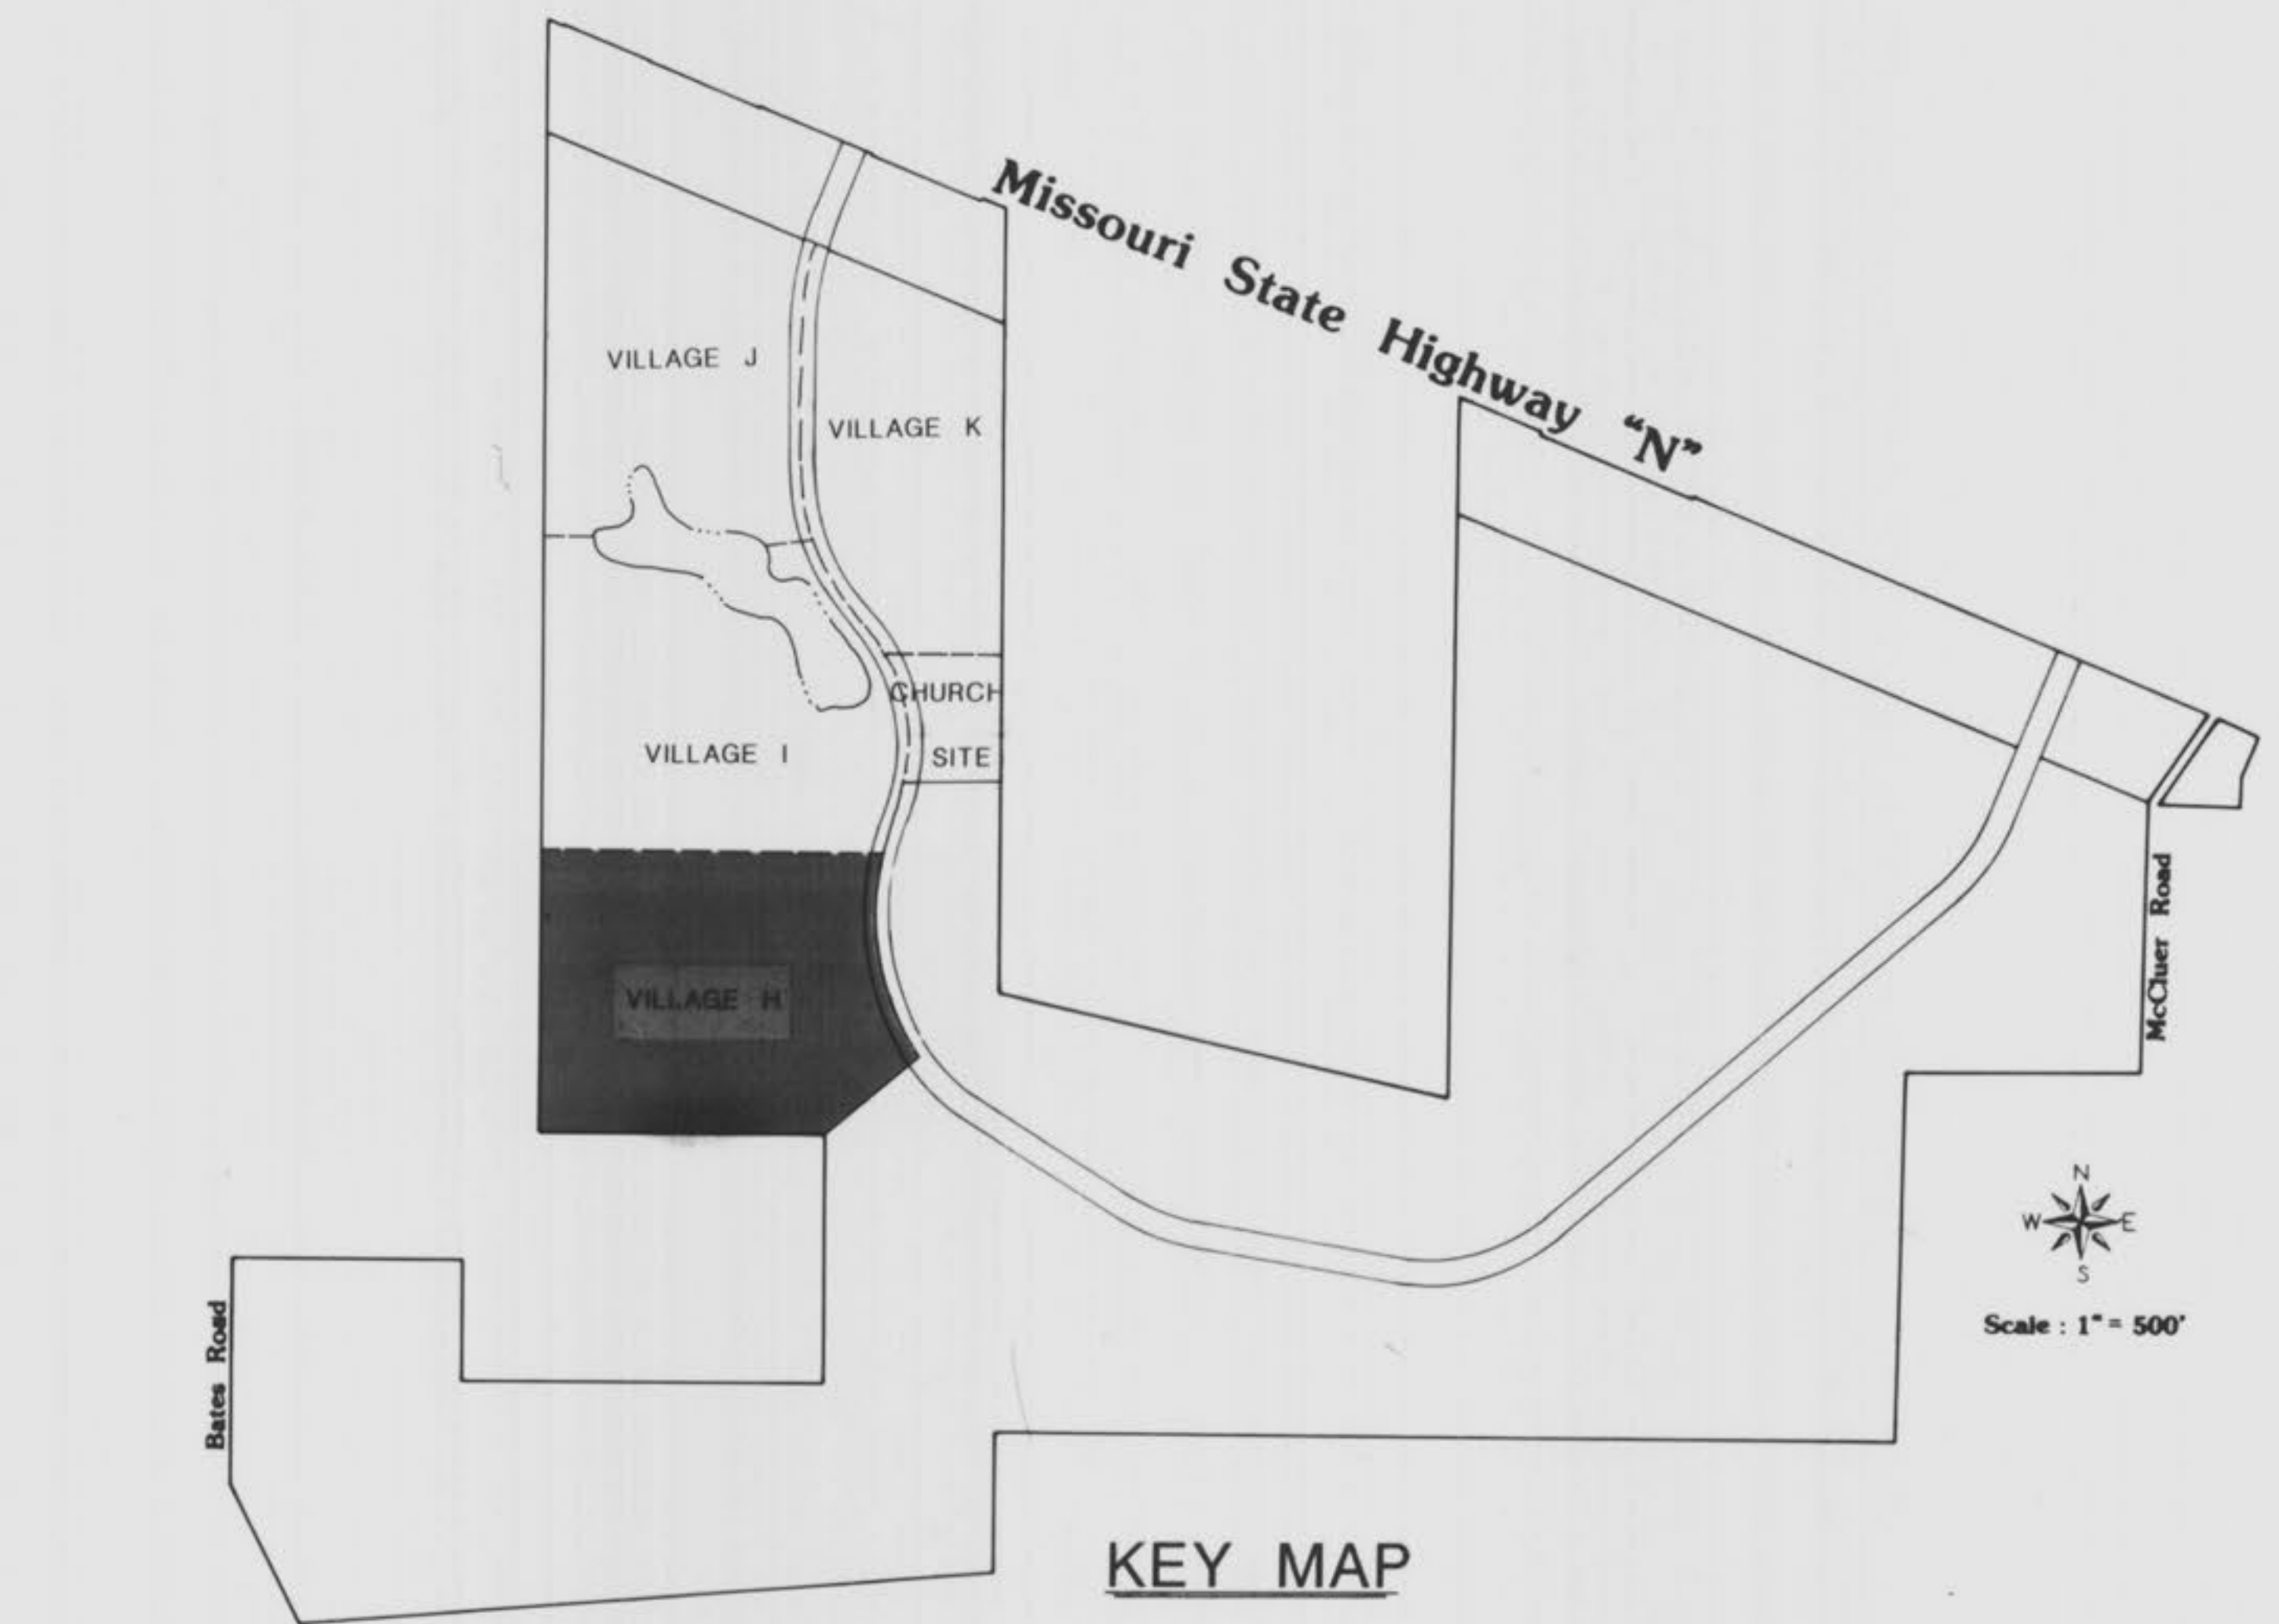 Missouri State Highway “N”
VILLAGE J
VILLAGE K
CHURCH
SITE
VILLAGE I
VILLAGE H
McCluer Road
Bates Road
N
W E
S
Scale : 1" = 500'
KEY MAP